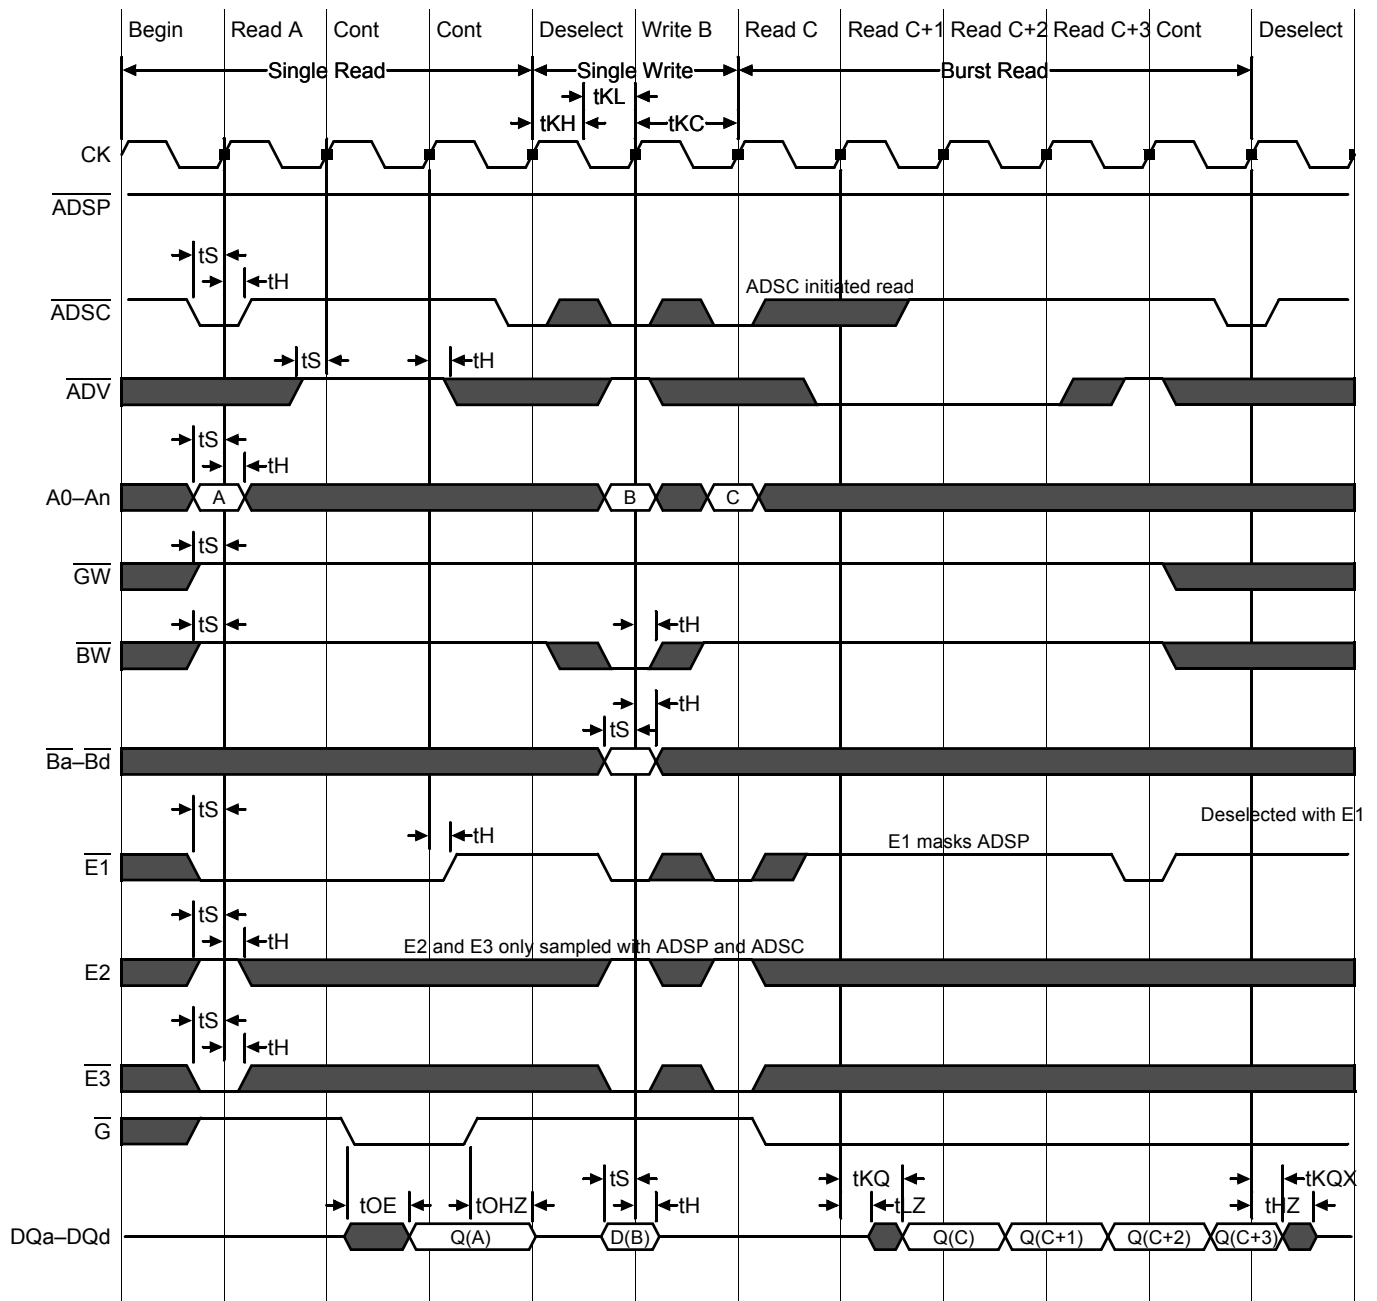 Begin Read A Cont Cont Deselect Write B Read C Read C+1 Read C+2 Read C+3 Cont Deselect
Single Read Single Write Burst Read
tKL
tKH tKC
CK
ADSP
tS
tH
ADSC initiated read
ADSC
tS tH
ADV
tS
tH
A0–An A B C
tS
GW
tS tH
BW
tH
tS
Ba–Bd
tS
Deselected with E1
tH
E1 masks ADSP
E1
tS
tH
E2 and E3 only sampled with ADSP and ADSC
E2
tS
tH
E3
G
tS tKQ tKQX
tOE tOHZ tH tLZ tHZ
DQa–DQd Q(A) D(B) Q(C) Q(C+1) Q(C+2) Q(C+3)